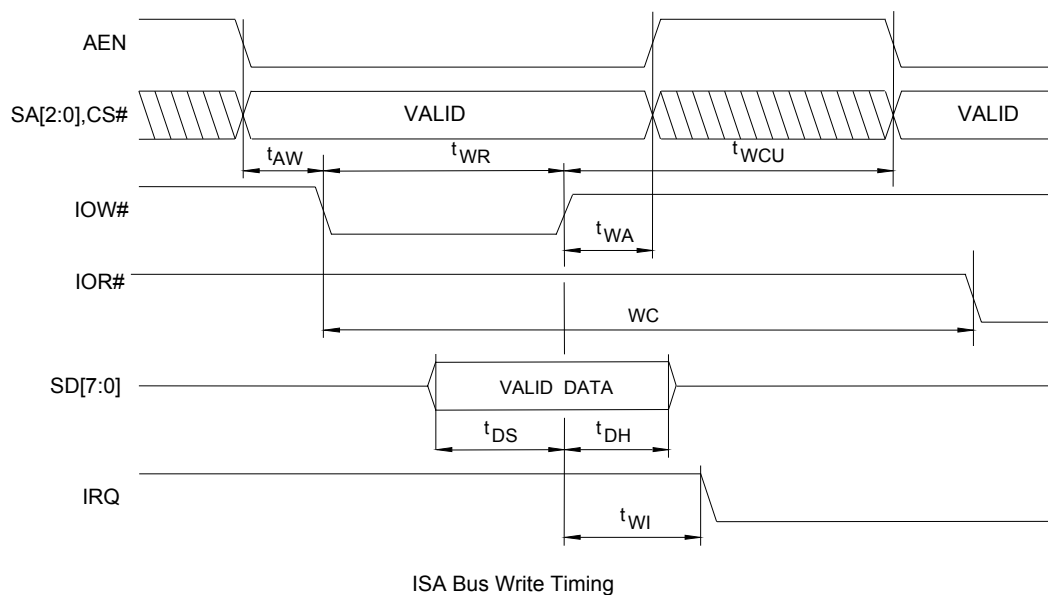 AEN
SA[2:0],CS# VALID VALID
tAW tWR tWCU
IOW#
tWA
IOR#
WC
SD[7:0] VALID DATA
tDS tDH
IRQ
tWI
ISA Bus Write Timing